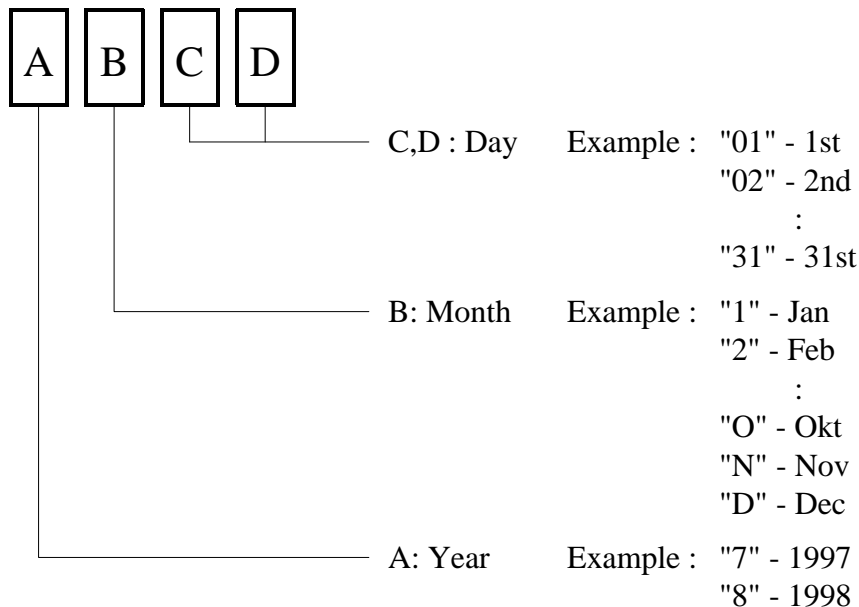 A B C D
C,D : Day Example : "01" - 1st
"02" - 2nd
:
"31" - 31st
B: Month Example : "1" - Jan
"2" - Feb
:
"O" - Okt
"N" - Nov
"D" - Dec
A: Year Example : "7" - 1997
"8" - 1998